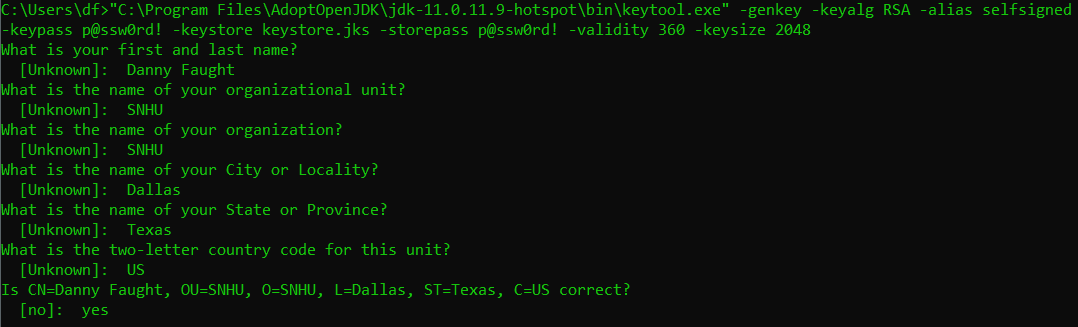 C:\Users\df>"C:\Program Files\AdoptOpenJDK\jdk-11.0.11.9-hotspot\bin\keytool.exe" -genkey -keyalg RSA -alias selfsigned
-keypass p@ssw0rd! -keystore keystore.jks -storepass p@ssw0rd! -validity 360 -keysize 2048
What is your first and last name?
  [Unknown]:  Danny Faught
What is the name of your organizational unit?
  [Unknown]:  SNHU
What is the name of your organization?
  [Unknown]:  SNHU
What is the name of your City or Locality?
  [Unknown]:  Dallas
What is the name of your State or Province?
  [Unknown]:  Texas
What is the two-letter country code for this unit?
  [Unknown]:  US
Is CN=Danny Faught, OU=SNHU, O=SNHU, L=Dallas, ST=Texas, C=US correct?
  [no]:  yes